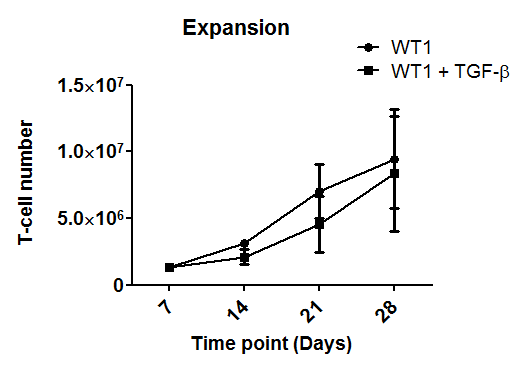 Expansion
WT1
WT1 + TGF-β
1.5×10⁷
1.0×10⁷
5.0×10⁶
0
T-cell number
7
14
21
28
Time point (Days)